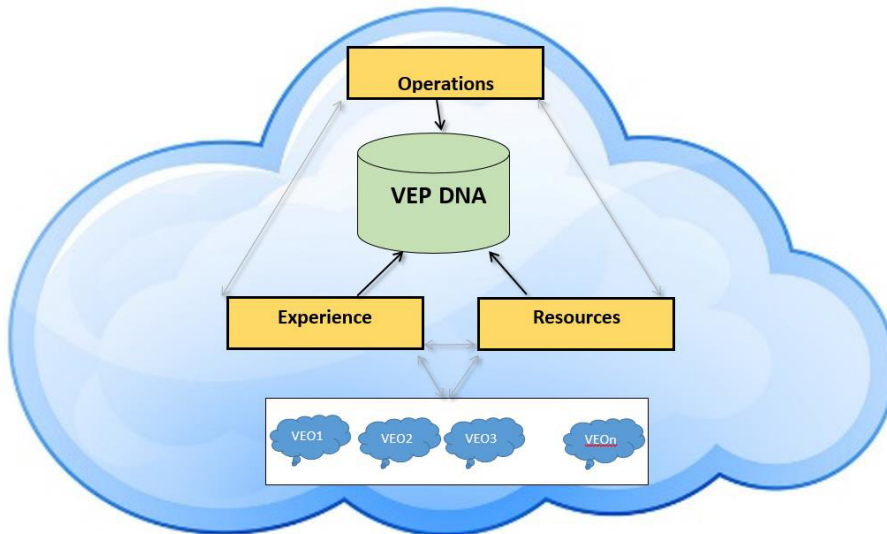 Operations
VEP DNA
Experience
Resources
VEO1
VEO2
VEO3
VEOn